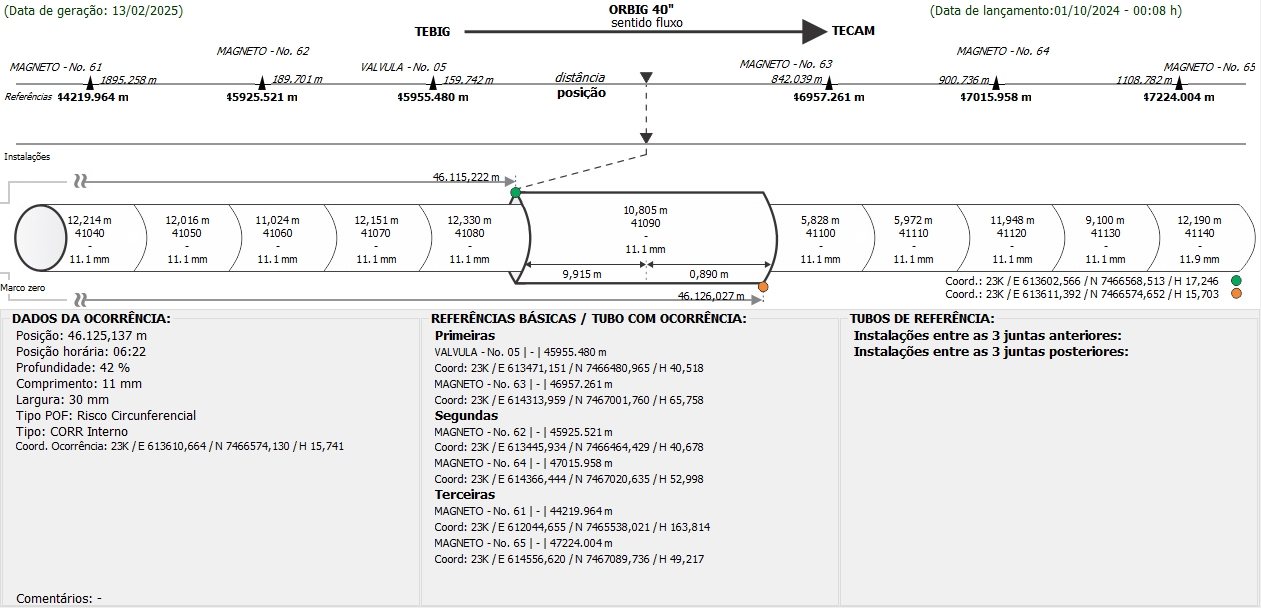 (Data de geração: 13/02/2025)
ORBIG 40"
(Data de lançamento:01/10/2024 - 00:08 h)
sentido fluxo
TEBIG
TECAM
MAGNETO - No. 62
MAGNETO - No. 64
MAGNETO - No. 61
VALVULA - No. 05
MAGNETO - No. 63
MAGNETO - No. 65
1895.258 m
189.701 m
159.742 m
distância
842.039 m
900.736 m
1108.782 m
Referências
44219.964 m
45925.521 m
45955.480 m
posição
46957.261 m
47015.958 m
47224.004 m
Instalações
46.115,222 m
12,214 m
41040
-
11.1 mm
12,016 m
41050
-
11.1 mm
11,024 m
41060
-
11.1 mm
12,151 m
41070
-
11.1 mm
12,330 m
41080
-
11.1 mm
10,805 m
41090
-
11.1 mm
9,915 m
0,890 m
5,828 m
41100
-
11.1 mm
5,972 m
41110
-
11.1 mm
11,948 m
41120
-
11.1 mm
9,100 m
41130
-
11.1 mm
12,190 m
41140
-
11.9 mm
Coord.: 23K / E 613602,566 / N 7466568,513 / H 17,246
Coord.: 23K / E 613611,392 / N 7466574,652 / H 15,703
Marco zero
46.126,027 m
DADOS DA OCORRÊNCIA:
Posição: 46.125,137 m
Posição horária: 06:22
Profundidade: 42 %
Comprimento: 11 mm
Largura: 30 mm
Tipo POF: Risco Circunferencial
Tipo: CORR Interno
Coord. Ocorrência: 23K / E 613610,664 / N 7466574,130 / H 15,741
Comentários: -
REFERÊNCIAS BÁSICAS / TUBO COM OCORRÊNCIA:
Primeiras
VALVULA - No. 05 | - | 45955.480 m
Coord: 23K / E 613471,151 / N 7466480,965 / H 40,518
MAGNETO - No. 63 | - | 46957.261 m
Coord: 23K / E 614313,959 / N 7467001,760 / H 65,758
Segundas
MAGNETO - No. 62 | - | 45925.521 m
Coord: 23K / E 613445,934 / N 7466464,429 / H 40,678
MAGNETO - No. 64 | - | 47015.958 m
Coord: 23K / E 614366,444 / N 7467020,635 / H 52,998
Terceiras
MAGNETO - No. 61 | - | 44219.964 m
Coord: 23K / E 612044,655 / N 7465538,021 / H 163,814
MAGNETO - No. 65 | - | 47224.004 m
Coord: 23K / E 614556,620 / N 7467089,736 / H 49,217
TUBOS DE REFERÊNCIA:
Instalações entre as 3 juntas anteriores:
Instalações entre as 3 juntas posteriores: